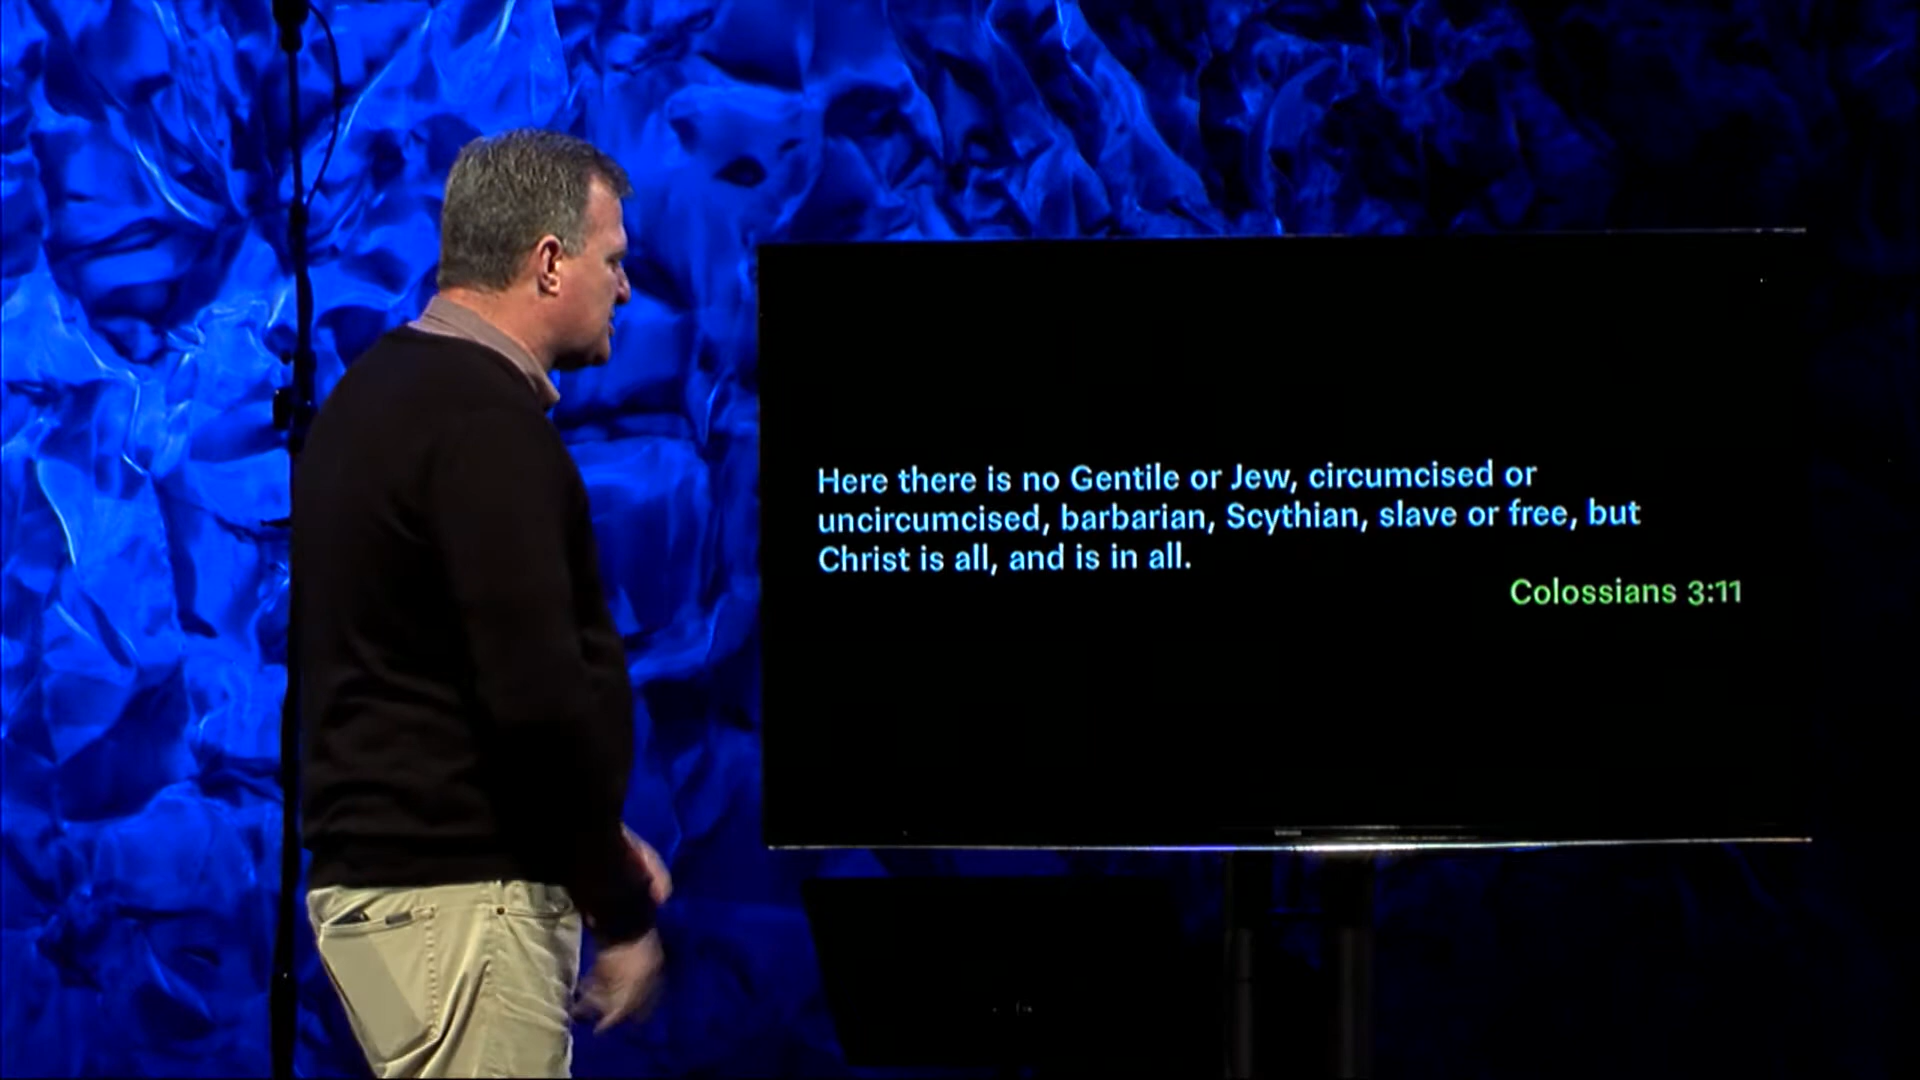 Here there is no Gentile or Jew, circumcised or
uncircumcised, barbarian, Scythian, slave or free, but
Christ is all, and is in all.
Colossians 3:11